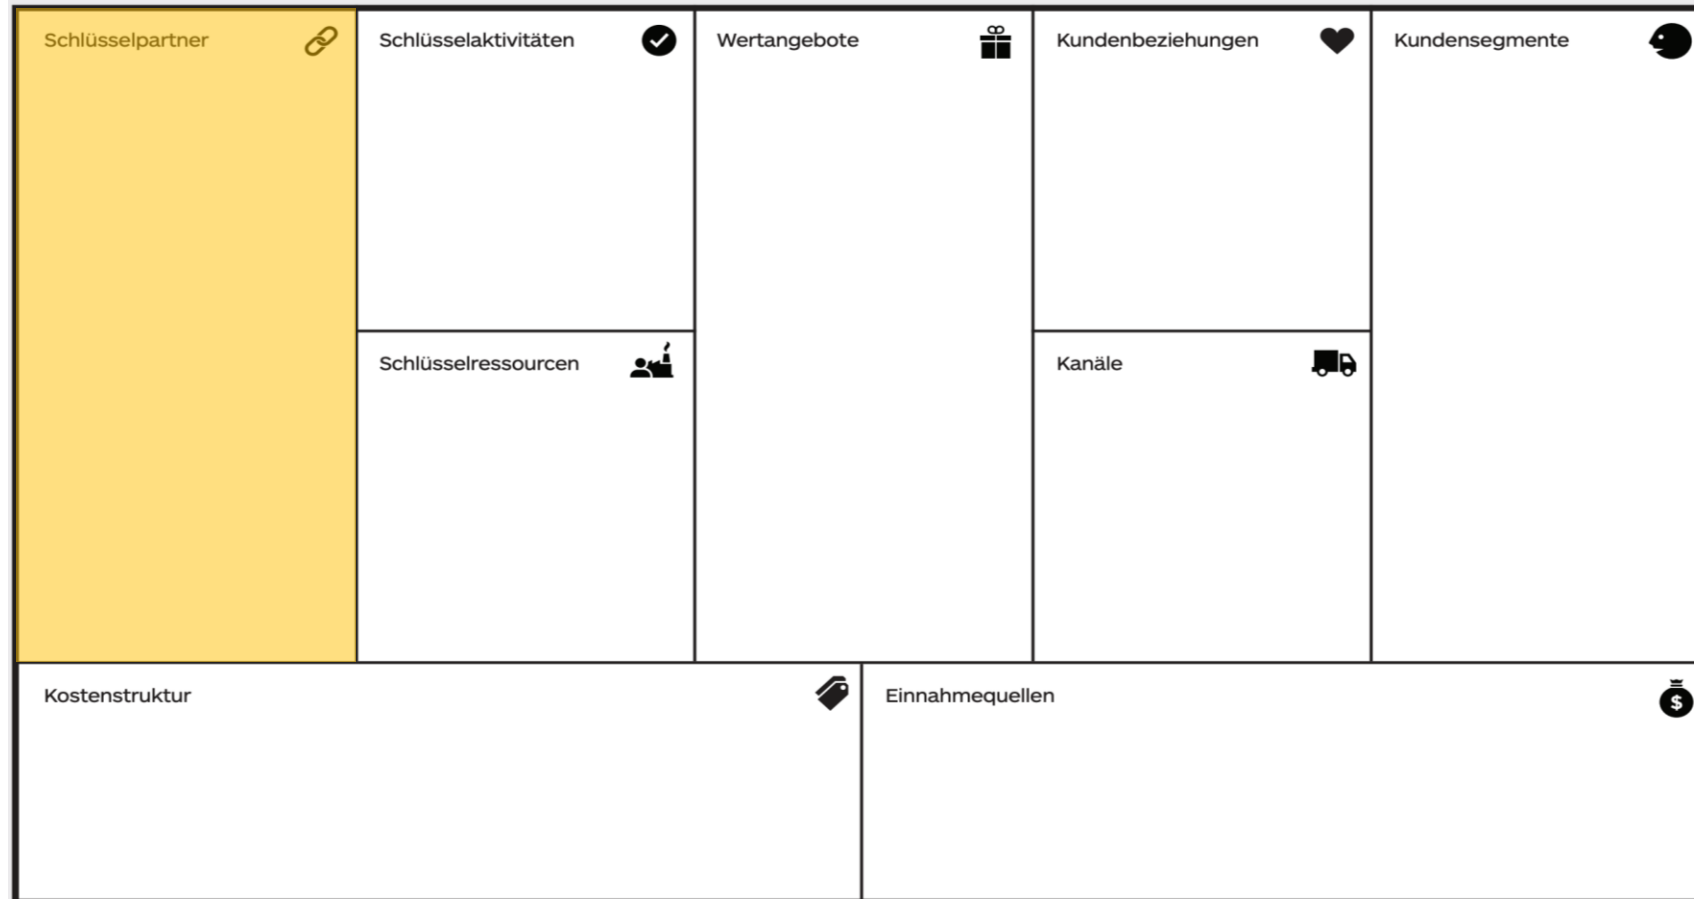 Schlüsselpartner
Schlüsselaktivitäten
Wertangebote
Kundenbeziehungen
Kundensegmente
Schlüsselressourcen
Kanäle
Kostenstruktur
Einnahmequellen
$